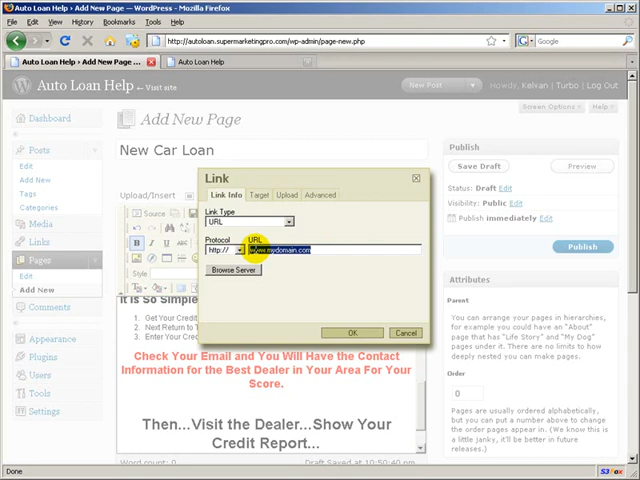 Auto Loan Help › Add New Page — WordPress - Mozilla Firefox
File Edit View History Bookmarks Tools Help
http://autoloan.supermarketingpro.com/wp-admin/page-new.php
Google
Auto Loan Help › Add New Page ...
Auto Loan Help
Auto Loan Help ← Visit site
New Post
Howdy, Kelvan | Turbo | Log Out
Screen Options
Help
Dashboard
Posts
Edit
Add New
Tags
Categories
Media
Links
Pages
Edit
Add New
Comments
Appearance
Plugins
Users
Tools
Settings
Add New Page
New Car Loan
Upload/Insert
Source
B I U ABC
Style
Link
Link Info Target Upload Advanced
Link Type
URL
Protocol URL
http:// www.mydomain.com
Browse Server
OK Cancel
It Is So Simple
1. Get Your Credit
2. Next Return To
3. Enter Your Cre
Check Your Email and You Will Have the Contact
Information for the Best Dealer in Your Area For Your
Score.
Then...Visit the Dealer...Show Your
Credit Report...
Word count: 0 Draft Saved at 10:50:40 pm
Publish
Save Draft Preview
Status: Draft Edit
Visibility: Public Edit
Publish immediately Edit
Publish
Attributes
Parent
You can arrange your pages in hierarchies,
for example you could have an "About"
page that has "Life Story" and "My Dog"
pages under it. There are no limits to how
deeply nested you can make pages.
Order
0
Pages are usually ordered alphabetically,
but you can put a number above to
change the order pages appear in. (We know this
is a little janky, it'll be better in
future releases.)
Done
S3Fox